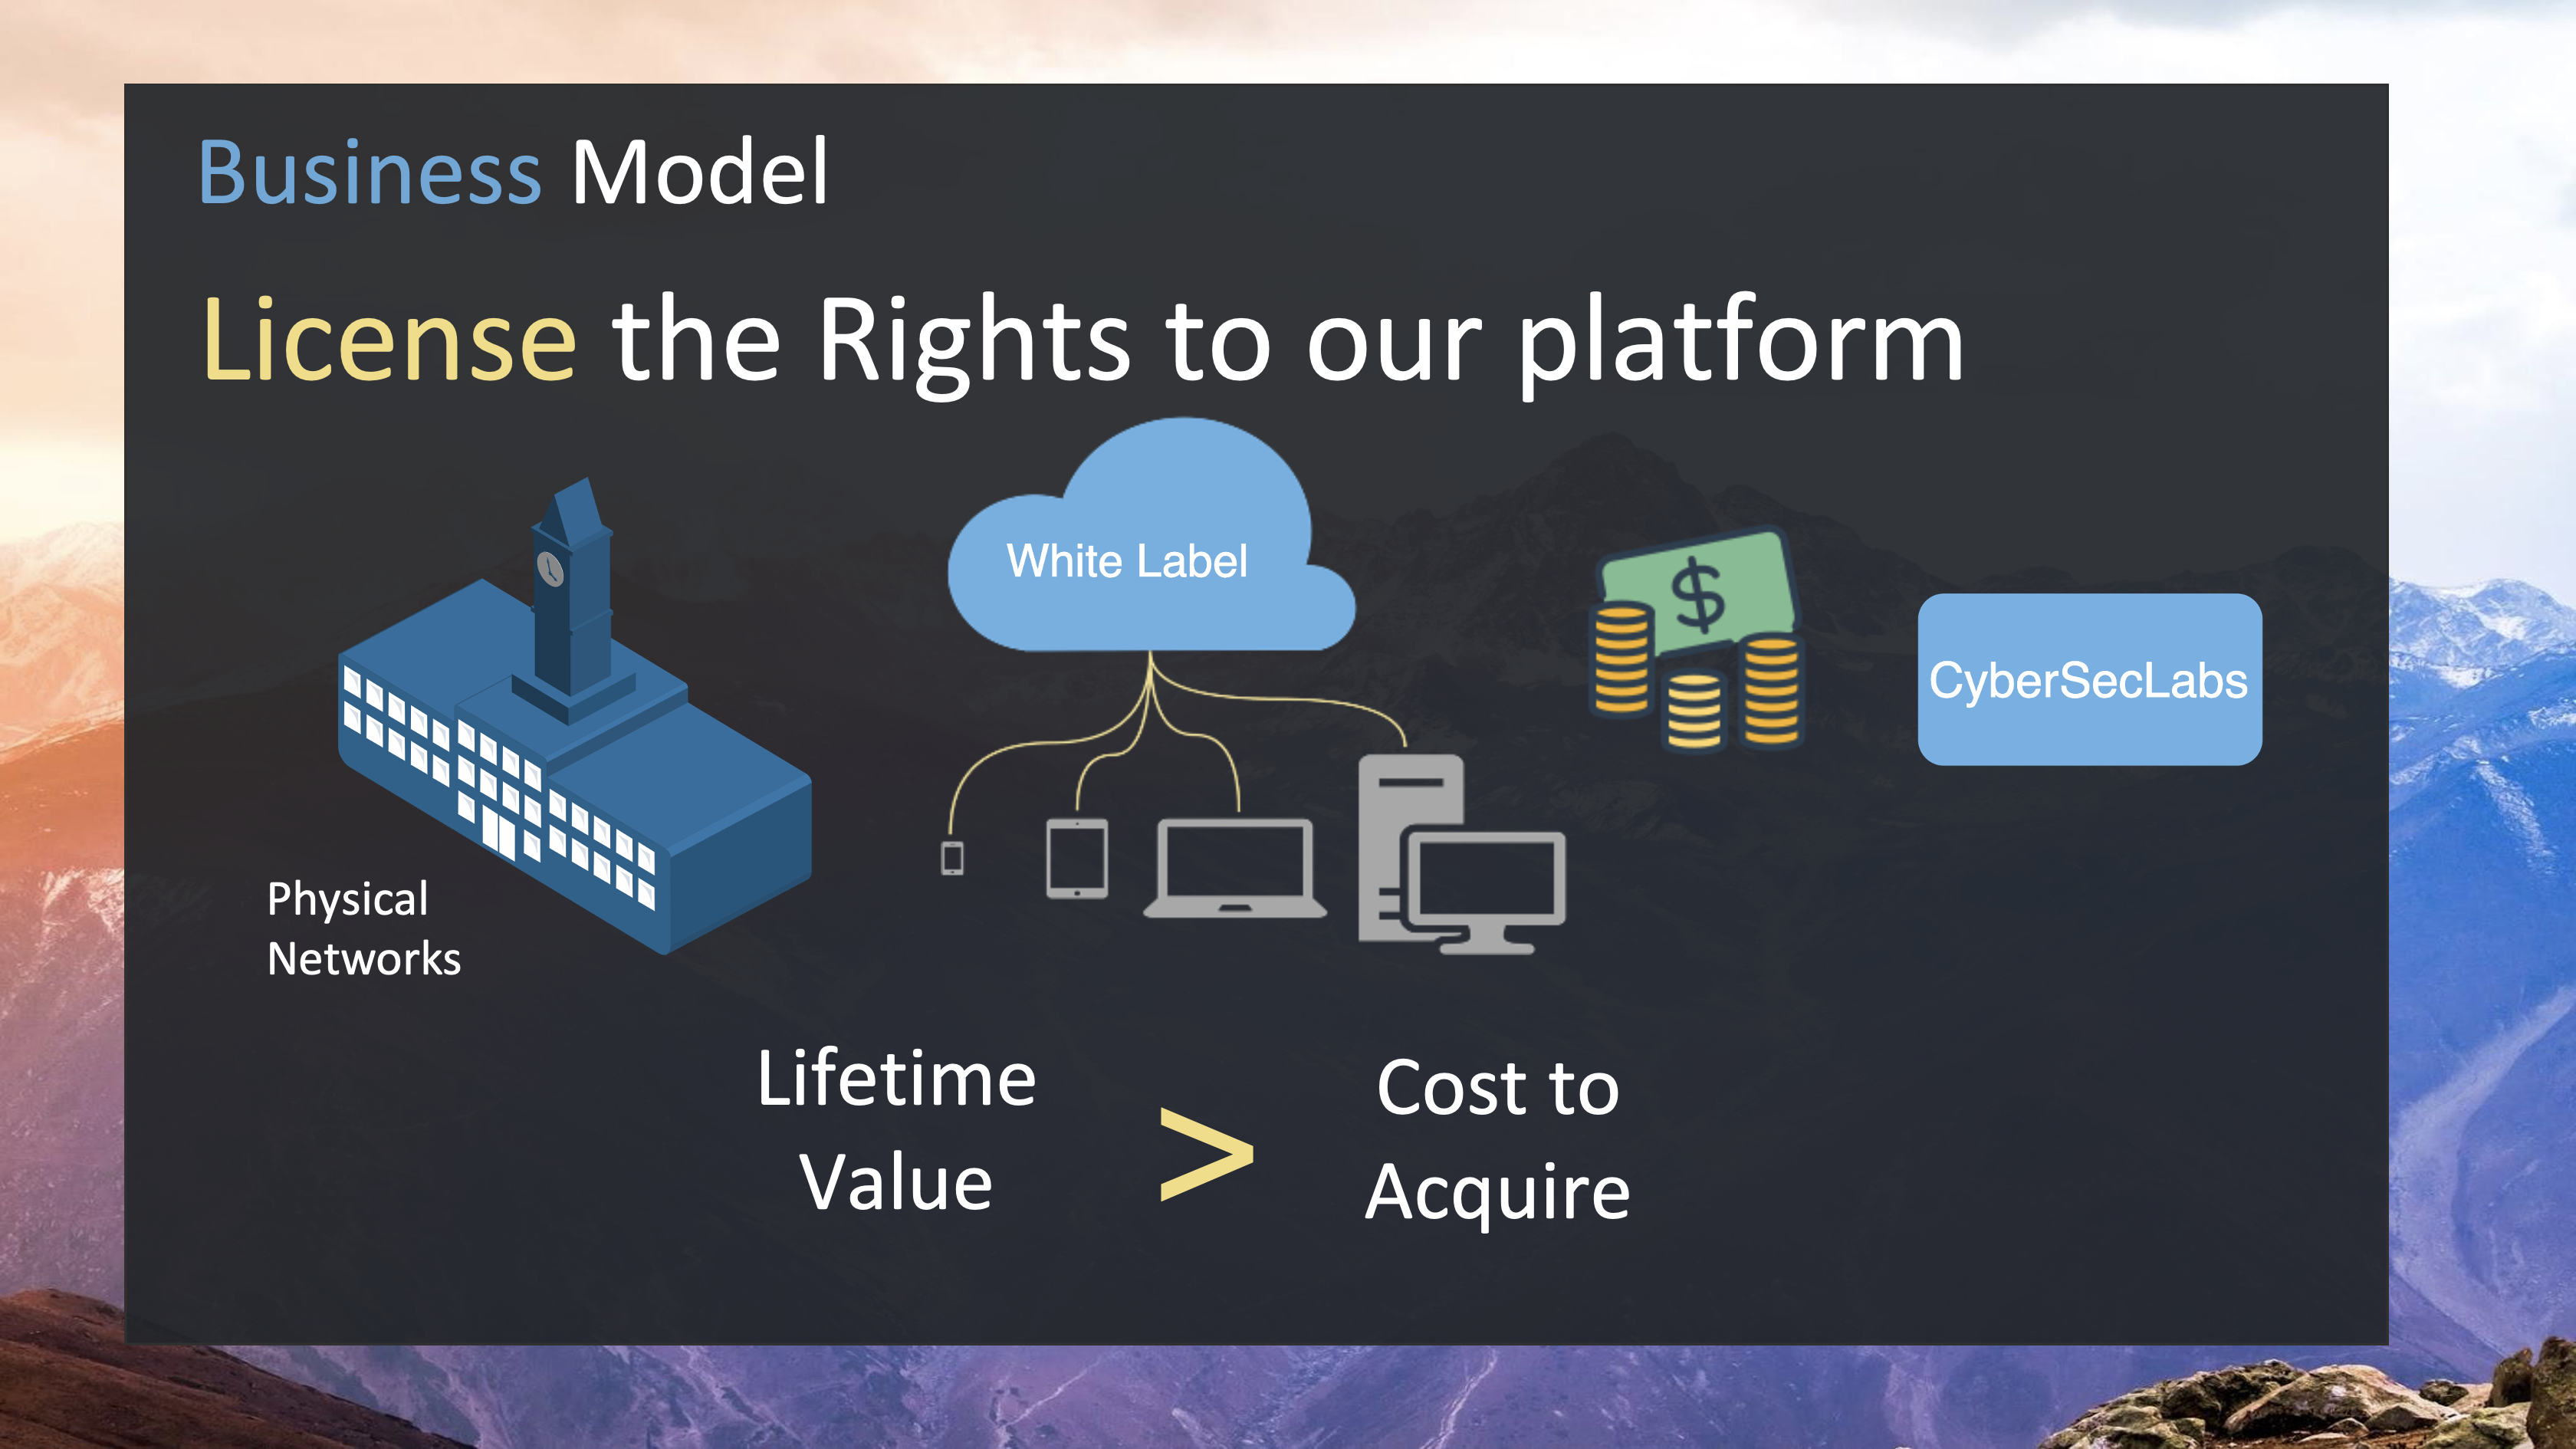 Business Model
License the Rights to our platform
White Label
$
CyberSecLabs
Physical
Networks
Lifetime
Value
>
Cost to
Acquire